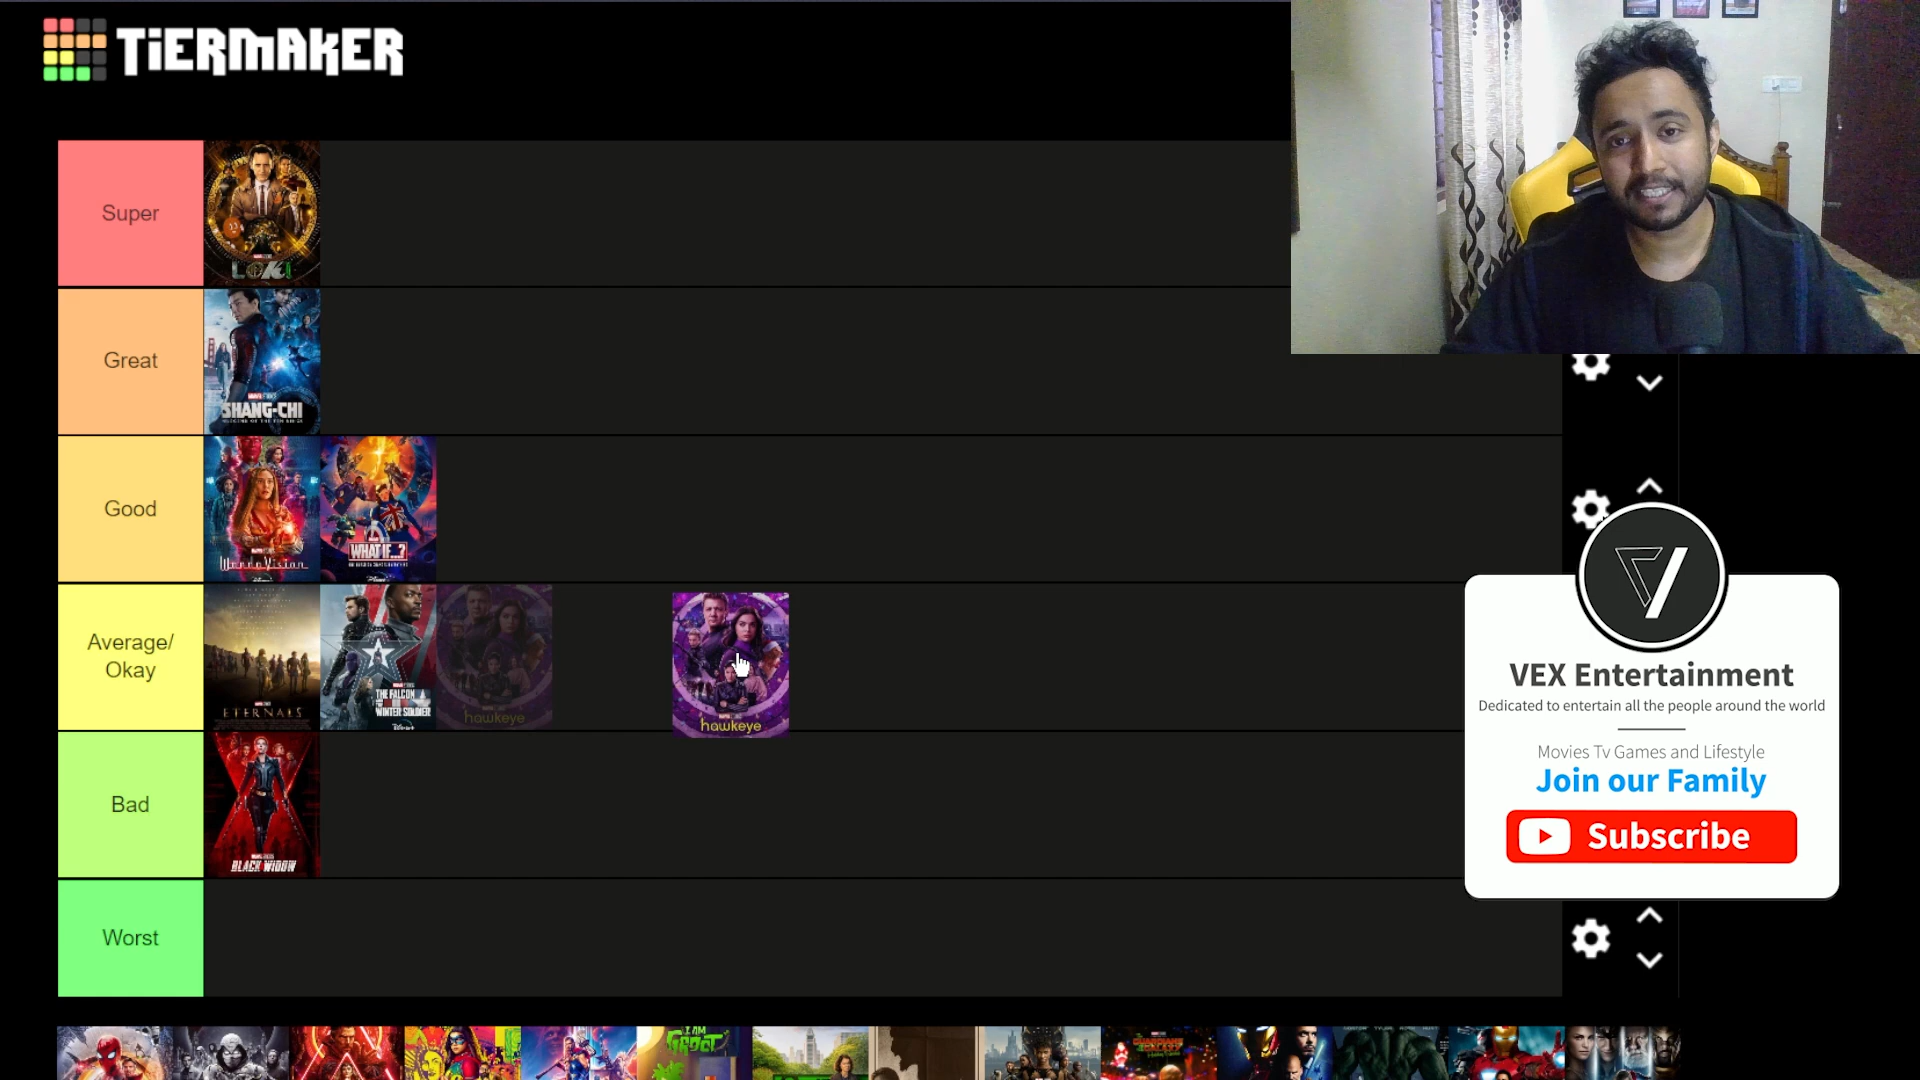 TiERMAKER
Super
LOKI
Great
SHANG-CHI
Good
WandaVision
WHAT IF...?
Average/
Okay
ETERNALS
THE FALCON
WINTER SOLDIER
hawkeye
hawkeye
Bad
BLACK WIDOW
Worst
VEX Entertainment
Dedicated to entertain all the people around the world
Movies Tv Games and Lifestyle
Join our Family
Subscribe
I AM
GROOT